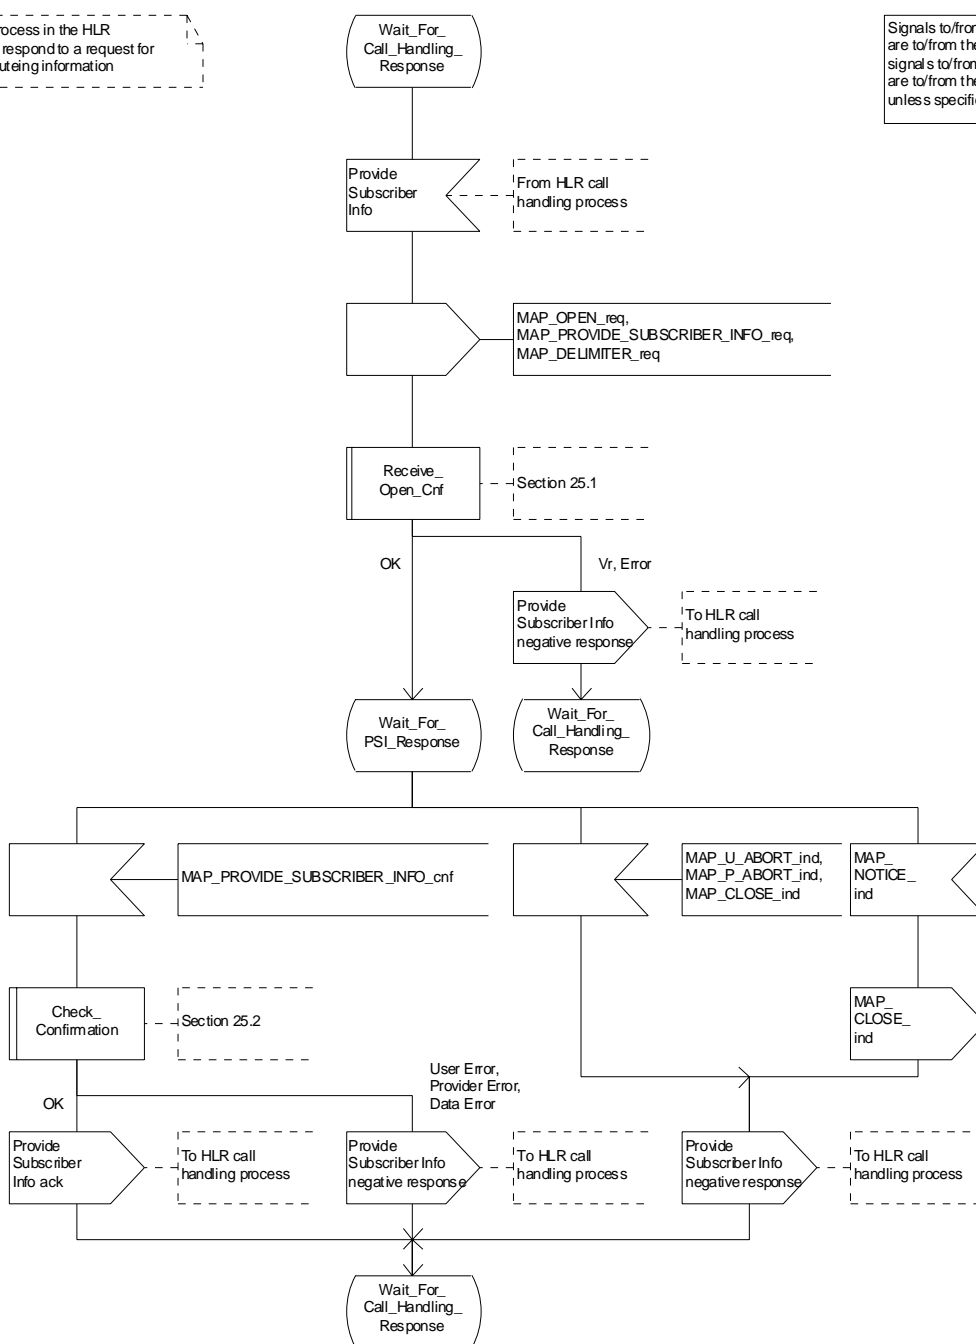 ocess in the HLR
respond to a request for
uteing information
Wait_For_
Call_Handling_
Response
Signals to/fron
are to/from the
signals to/from
are to/from the
unless specifie
Provide
Subscriber
Info
From HLR call
handling process
MAP_OPEN_req,
MAP_PROVIDE_SUBSCRIBER_INFO_req,
MAP_DELIMITER_req
Receive_
Open_Cnf
Section 25.1
OK
Vr, Error
Provide
Subscriber Info
negative response
To HLR call
handling process
Wait_For_
PSI_Response
Wait_For_
Call_Handling_
Response
MAP_PROVIDE_SUBSCRIBER_INFO_cnf
MAP_U_ABORT_ind,
MAP_P_ABORT_ind,
MAP_CLOSE_ind
MAP_
NOTICE_
ind
Check_
Confirmation
Section 25.2
MAP_
CLOSE_
ind
User Error,
Provider Error,
Data Error
OK
Provide
Subscriber
Info ack
To HLR call
handling process
Provide
Subscriber Info
negative response
To HLR call
handling process
Provide
Subscriber Info
negative response
To HLR call
handling process
Wait_For_
Call_Handling_
Response